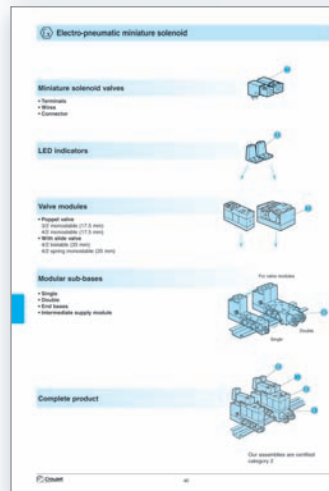 Electro-pneumatic miniature solenoid
Miniature solenoid valves
• Terminals
• Wires
• Connector
LED indicators
Valve modules
• Poppet valve
3/2 monostable (17.5 mm)
4/2 monostable (17.5 mm)
• With slide valve
4/2 bistable (35 mm)
4/2 spring monostable (35 mm)
Modular sub-bases
• Single
• Double
• End bases
• Intermediate supply module
For valve modules
Double
Single
Complete product
Our assemblies are certified
category 2
Crouzet